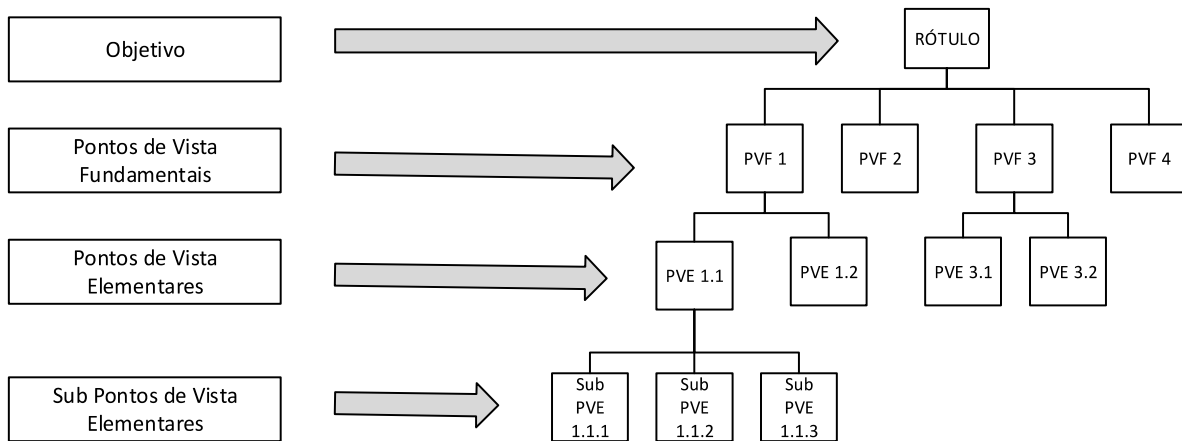 Objetivo
RÓTULO
Pontos de Vista
Fundamentais
PVF 1
PVF 2
PVF 3
PVF 4
Pontos de Vista
Elementares
PVE 1.1
PVE 1.2
PVE 3.1
PVE 3.2
Sub Pontos de Vista
Elementares
Sub
PVE
1.1.1
Sub
PVE
1.1.2
Sub
PVE
1.1.3